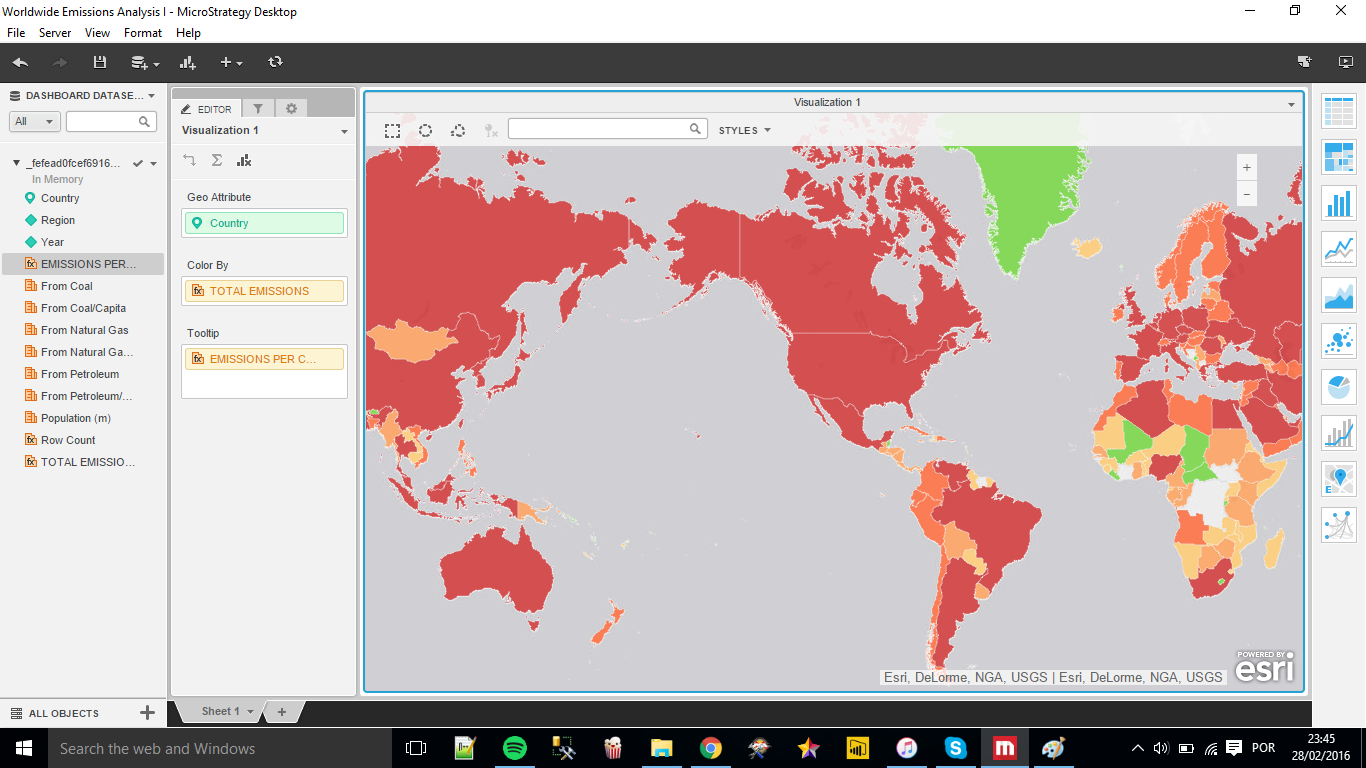 Worldwide Emissions Analysis I - MicroStrategy Desktop
File Server View Format Help
DASHBOARD DATASE...
All
_fefead0fcef6916...
In Memory
Country
Region
Year
EMISSIONS PER...
From Coal
From Coal/Capita
From Natural Gas
From Natural Ga...
From Petroleum
From Petroleum/...
Population (m)
Row Count
TOTAL EMISSIO...
ALL OBJECTS
EDITOR
Visualization 1
Geo Attribute
Country
Color By
TOTAL EMISSIONS
Tooltip
EMISSIONS PER C...
Visualization 1
STYLES
+
−
POWERED BY
esri
Esri, DeLorme, NGA, USGS | Esri, DeLorme, NGA, USGS
E
Sheet 1
+
Search the web and Windows
POR
23:45
28/02/2016